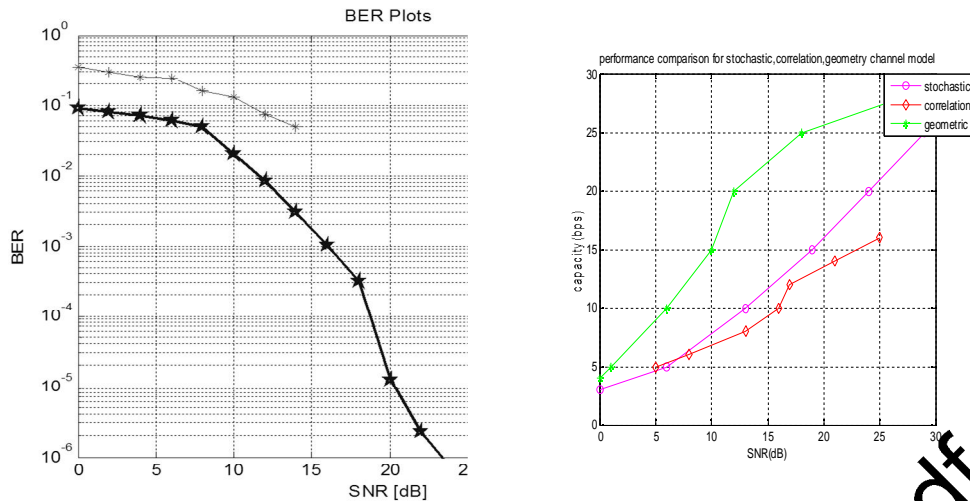 BER Plots
10^0
10^-1
10^-2
10^-3
10^-4
10^-5
10^-6
BER
0 5 10 15 20 2
SNR [dB]
performance comparison for stochastic,correlation,geometry channel model
stochastic
correlation
geometric
30
25
20
15
10
5
0
capacity (bps)
0 5 10 15 20 25 30
SNR(dB)
df